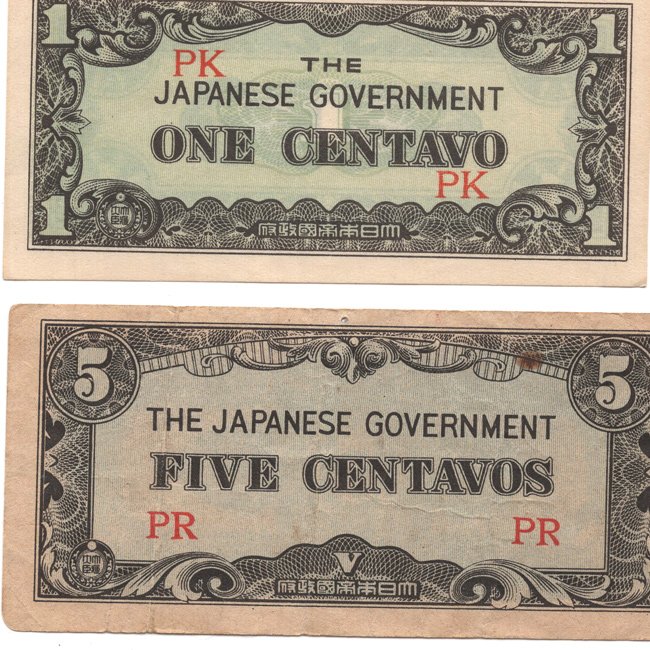 1 1
PK THE
JAPANESE GOVERNMENT
ONE CENTAVO
PK
1 1
大日本帝國政府
5 5
THE JAPANESE GOVERNMENT
FIVE CENTAVOS
PR PR
V
大日本帝國政府